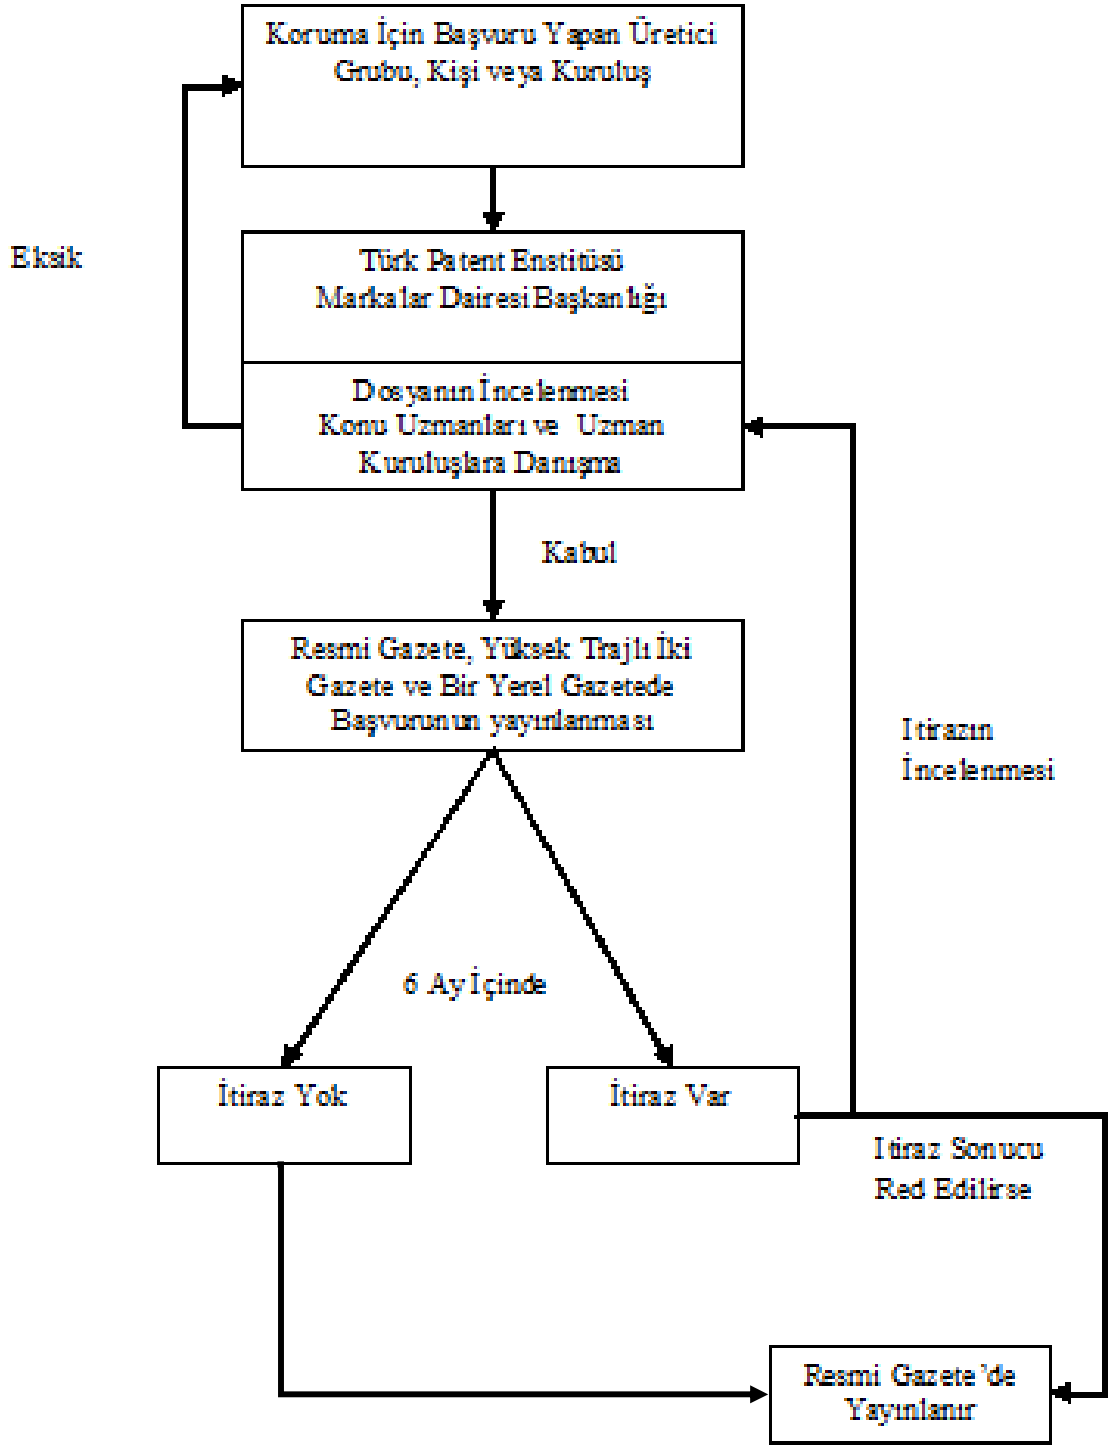 Koruma İçin Başvuru Yapan Üretici
Grubu, Kişi veya Kuruluş
Eksik
Türk Patent Enstitüsü
Markalar Dairesi Başkanlığı
Dosyanın İncelenmesi
Konu Uzmanları ve Uzman
Kuruluşlara Danışma
Kabul
Resmi Gazete, Yüksek Trajlı İki
Gazete ve Bir Yerel Gazetede
Başvurunun yayınlanması
Itirazın
İncelenmesi
6 Ay İçinde
İtiraz Yok
İtiraz Var
Itiraz Sonucu
Red Edilirse
Resmi Gazete'de
Yayınlanır